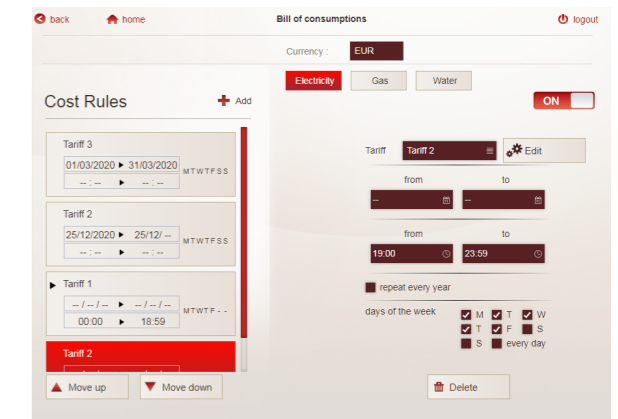 back home Bill of consumptions logout
Currency : EUR
Electricity Gas Water
Cost Rules Add
ON
Tariff 3
01/03/2020 31/03/2020
MTWTFSS
-- : -- -- : --
Tariff 2
25/12/2020 25/12/ --
MTWTFSS
-- : -- -- : --
Tariff 1
-- / -- / -- -- / -- / --
MTWTF - -
00:00 18:59
Tariff 2
Move up Move down
Tariff Tariff 2 Edit
from to
-- --
from to
19:00 23:59
repeat every year
days of the week M T W
T F S
S every day
Delete